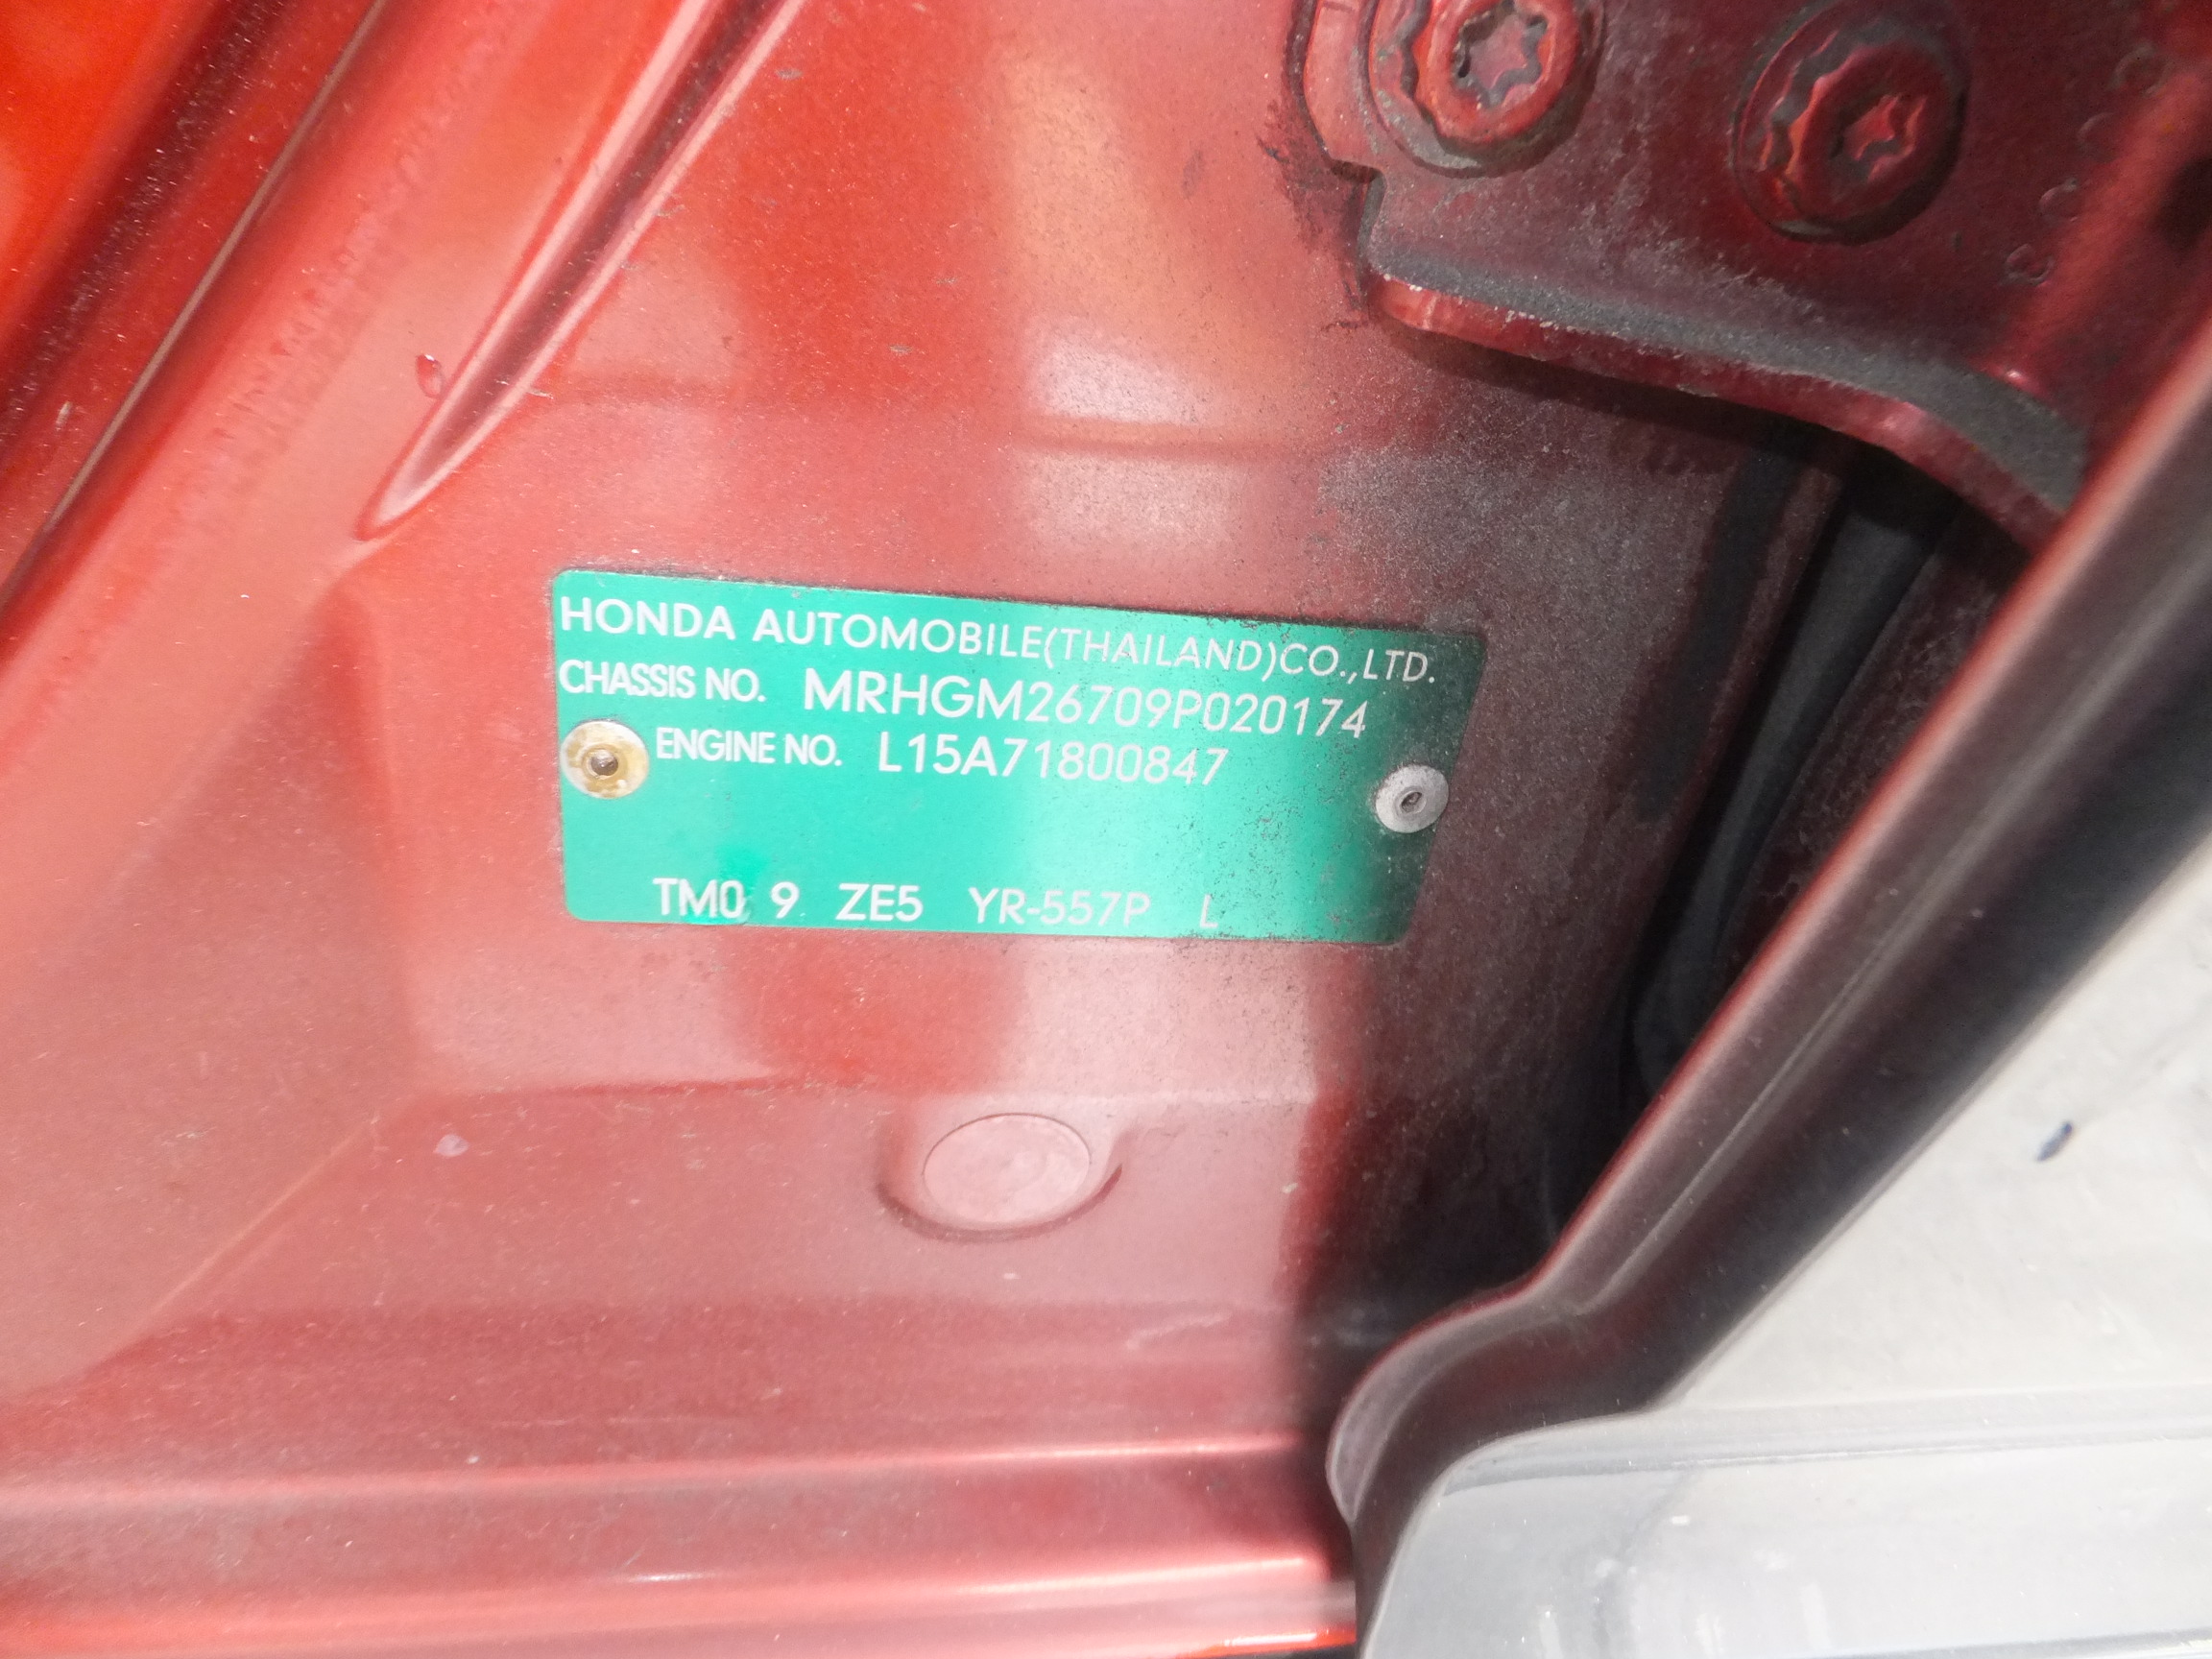 HONDA AUTOMOBILE(THAILAND)CO.,LTD.
CHASSIS NO. MRHGM26709P020174
ENGINE NO. L15A71800847
TM0 9 ZE5 YR-557P L